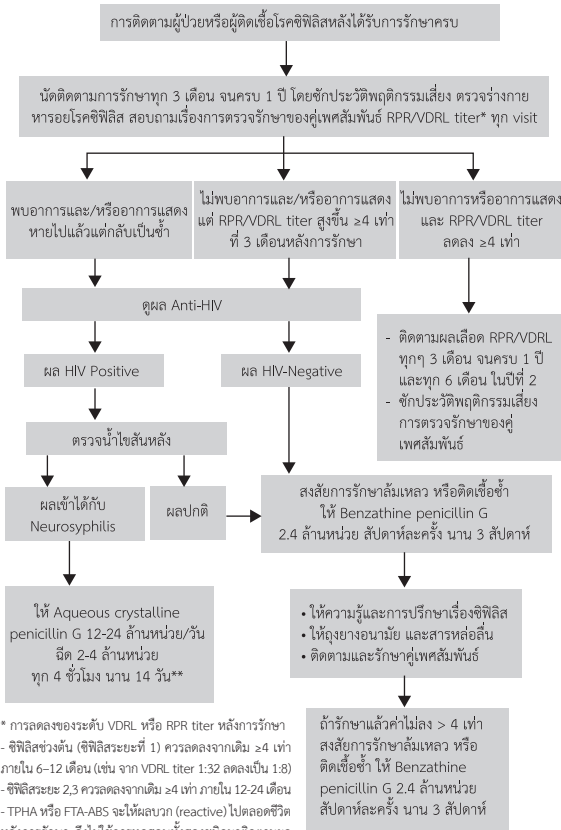 การติดตามผู้ป่วยหรือผู้ติดเชื้อโรคซิฟิลิสหลังได้รับการรักษาครบ
นัดติดตามการรักษาทุก 3 เดือน จนครบ 1 ปี โดยซักประวัติพฤติกรรมเสี่ยง ตรวจร่างกาย
หารอยโรคซิฟิลิส สอบถามเรื่องการตรวจรักษาของคู่เพศสัมพันธ์ RPR/VDRL titer* ทุก visit
พบอาการและ/หรืออาการแสดง
หายไปแล้วแต่กลับเป็นซ้ำ
ไม่พบอาการและ/หรืออาการแสดง
แต่ RPR/VDRL titer สูงขึ้น ≥4 เท่า
ที่ 3 เดือนหลังการรักษา
ไม่พบอาการหรืออาการแสดง
และ RPR/VDRL titer
ลดลง ≥4 เท่า
ดูผล Anti-HIV
- ติดตามผลเลือด RPR/VDRL
ทุกๆ 3 เดือน จนครบ 1 ปี
และทุก 6 เดือน ในปีที่ 2
- ซักประวัติพฤติกรรมเสี่ยง
การตรวจรักษาของคู่
เพศสัมพันธ์
ผล HIV Positive
ผล HIV-Negative
ตรวจน้ำไขสันหลัง
ผลเข้าได้กับ
Neurosyphilis
ผลปกติ
สงสัยการรักษาล้มเหลว หรือติดเชื้อซ้ำ
ให้ Benzathine penicillin G
2.4 ล้านหน่วย สัปดาห์ละครั้ง นาน 3 สัปดาห์
ให้ Aqueous crystalline
penicillin G 12-24 ล้านหน่วย/วัน
ฉีด 2-4 ล้านหน่วย
ทุก 4 ชั่วโมง นาน 14 วัน**
• ให้ความรู้และการปรึกษาเรื่องซิฟิลิส
• ให้ถุงยางอนามัย และสารหล่อลื่น
• ติดตามและรักษาคู่เพศสัมพันธ์
ถ้ารักษาแล้วค่าไม่ลง > 4 เท่า
สงสัยการรักษาล้มเหลว หรือ
ติดเชื้อซ้ำ ให้ Benzathine
penicillin G 2.4 ล้านหน่วย
สัปดาห์ละครั้ง นาน 3 สัปดาห์
* การลดลงของระดับ VDRL หรือ RPR titer หลังการรักษา
- ซิฟิลิสช่วงต้น (ซิฟิลิสระยะที่ 1) ควรลดลงจากเดิม ≥4 เท่า
ภายใน 6–12 เดือน (เช่น จาก VDRL titer 1:32 ลดลงเป็น 1:8)
- ซิฟิลิสระยะ 2,3 ควรลดลงจากเดิม ≥4 เท่า ภายใน 12-24 เดือน
- TPHA หรือ FTA-ABS จะให้ผลบวก (reactive) ไปตลอดชีวิต